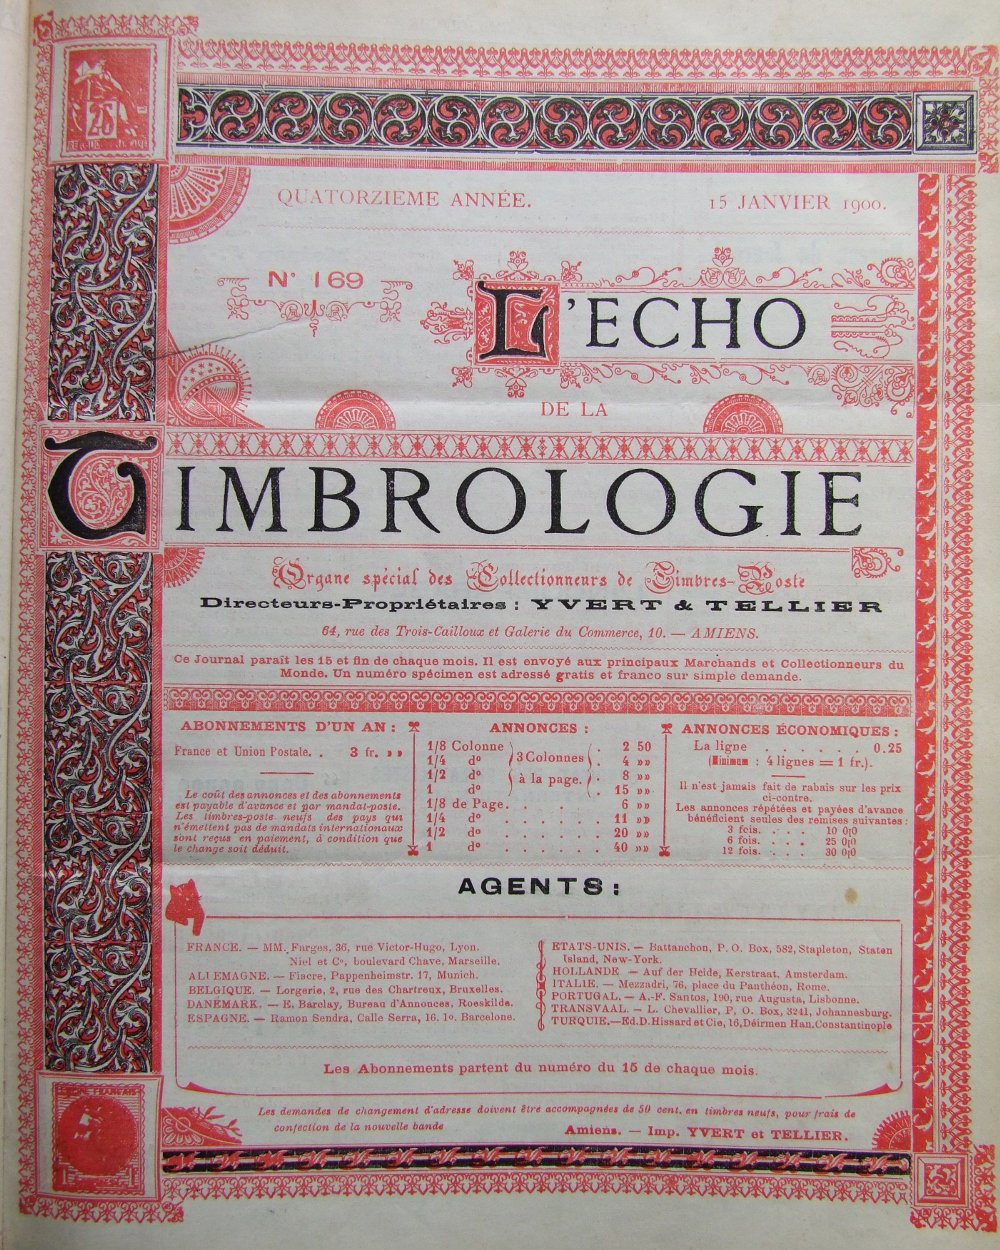 QUATORZIEME ANNÉE.
15 JANVIER 1900.
N° 169
L'ECHO
DE LA
TIMBROLOGIE
Organe spécial des Collectionneurs de Timbres-Poste
Directeurs-Propriétaires : YVERT & TELLIER
64, rue des Trois-Cailloux et Galerie du Commerce, 10. — AMIENS.
Ce Journal paraît les 15 et fin de chaque mois. Il est envoyé aux principaux Marchands et Collectionneurs du
Monde. Un numéro spécimen est adressé gratis et franco sur simple demande.
ABONNEMENTS D'UN AN :
France et Union Postale. . 3 fr. »»
Le coût des annonces et des abonnements
est payable d'avance et par mandat-poste.
Les timbres-poste neufs des pays qui
n'émettent pas de mandats internationaux
sont reçus en paiement, à condition que
le change soit déduit.
ANNONCES :
1/8 Colonne . 2 50
1/4 d° 3 Colonnes . 4 »»
1/2 d° à la page. . 8 »»
1 d° . 15 »»
1/8 de Page. . . . . . 6 »»
1/4 d° . . . . . . 11 »»
1/2 d° . . . . . . 20 »»
1 d° . . . . . . 40 »»
ANNONCES ÉCONOMIQUES :
La ligne . . . . . . . 0.25
(Minimum : 4 lignes = 1 fr.).
Il n'est jamais fait de rabais sur les prix
ci-contre.
Les annonces répétées et payées d'avance
bénéficient seules des remises suivantes :
3 fois. . . . . 10 0|0
6 fois. . . . . 25 0|0
12 fois. . . . . 30 0|0
AGENTS :
FRANCE. — MM. Farges, 36, rue Victor-Hugo, Lyon.
Niel et C°, boulevard Chave, Marseille.
ALLEMAGNE. — Fiacre, Pappenheimstr. 17, Munich.
BELGIQUE. — Lorgerie, 2, rue des Chartreux, Bruxelles.
DANEMARK. — E. Barclay, Bureau d'Annonces, Roeskilde.
ESPAGNE. — Ramon Sendra, Calle Serra, 16. 1°. Barcelone.
ETATS-UNIS. — Battanchon, P. O. Box, 582, Stapleton, Staten
Island, New-York.
HOLLANDE — Auf der Heide, Kerstraat, Amsterdam.
ITALIE. — Mezzadri, 76, place du Panthéon, Rome.
PORTUGAL. — A.-F. Santos, 190, rue Augusta, Lisbonne.
TRANSVAAL. — L. Chevallier, P. O. Box, 3241, Johannesburg.
TURQUIE.—Ed.D.Hissard et Cie, 16, Déirmen Han, Constantinople
Les Abonnements partent du numéro du 15 de chaque mois.
Les demandes de changement d'adresse doivent être accompagnées de 50 cent. en timbres neufs, pour frais de
confection de la nouvelle bande
Amiens. — Imp. YVERT et TELLIER.